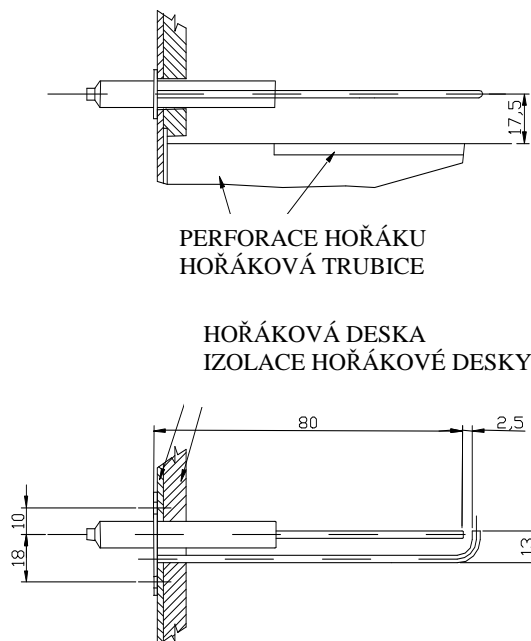 17,5
PERFORACE HOŘÁKU
HOŘÁKOVÁ TRUBICE
HOŘÁKOVÁ DESKA
IZOLACE HOŘÁKOVÉ DESKY
80
2,5
10
18
13